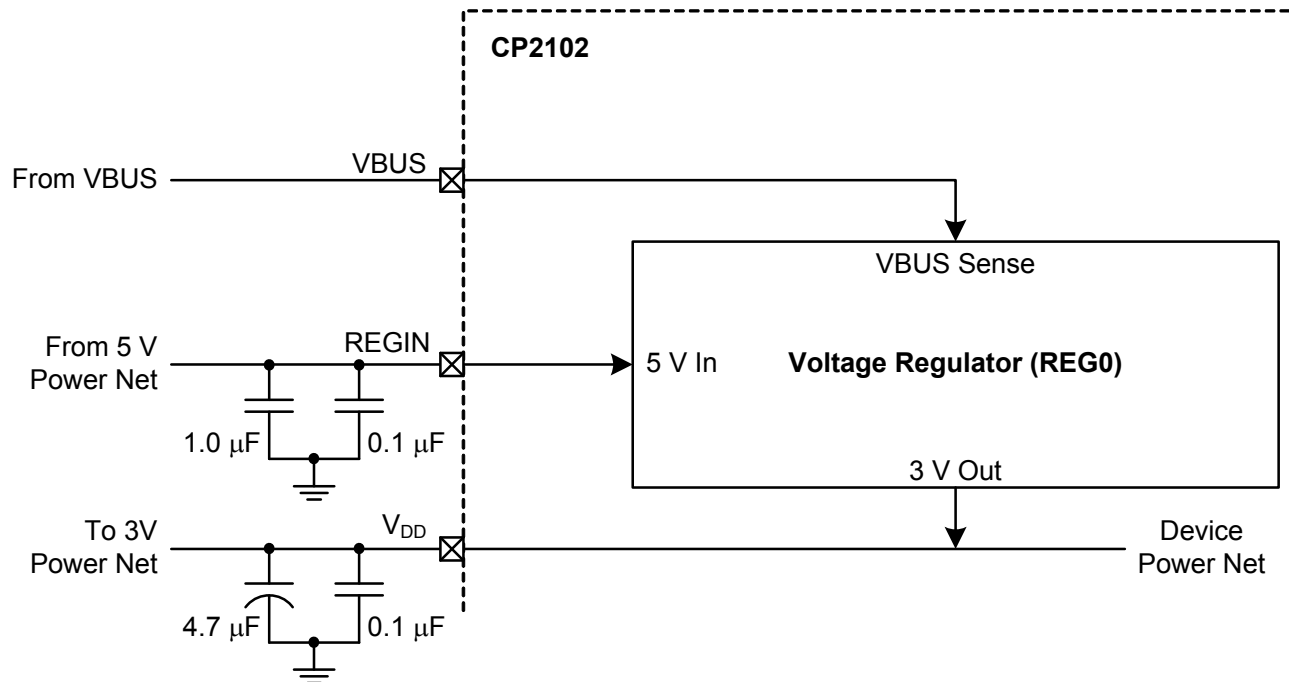 CP2102
VBUS
From VBUS
VBUS Sense
From 5 V
Power Net
REGIN
5 V In
Voltage Regulator (REG0)
1.0 μF
0.1 μF
3 V Out
To 3V
Power Net
VDD
Device
Power Net
4.7 μF
0.1 μF